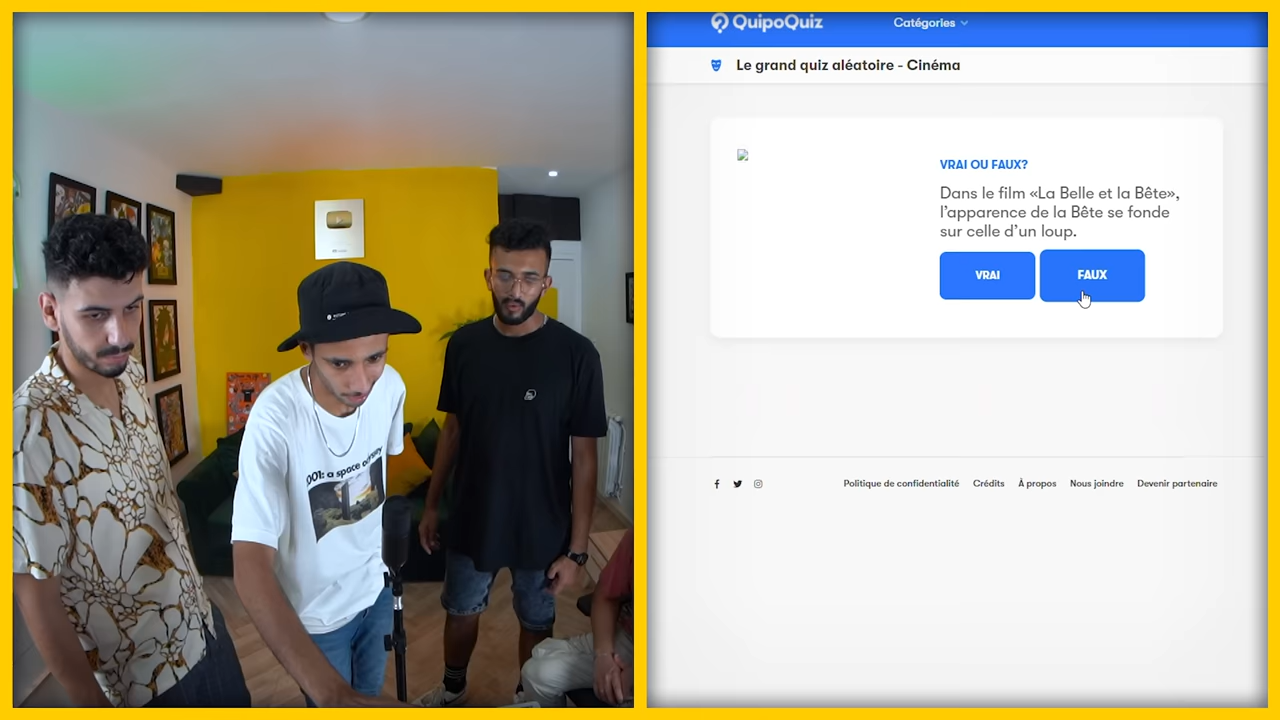 QuipoQuiz
Catégories
Le grand quiz aléatoire - Cinéma
VRAI OU FAUX?
Dans le film «La Belle et la Bête»,
l'apparence de la Bête se fonde
sur celle d'un loup.
VRAI
FAUX
Politique de confidentialité
Crédits
À propos
Nous joindre
Devenir partenaire
2001: a space odyssey